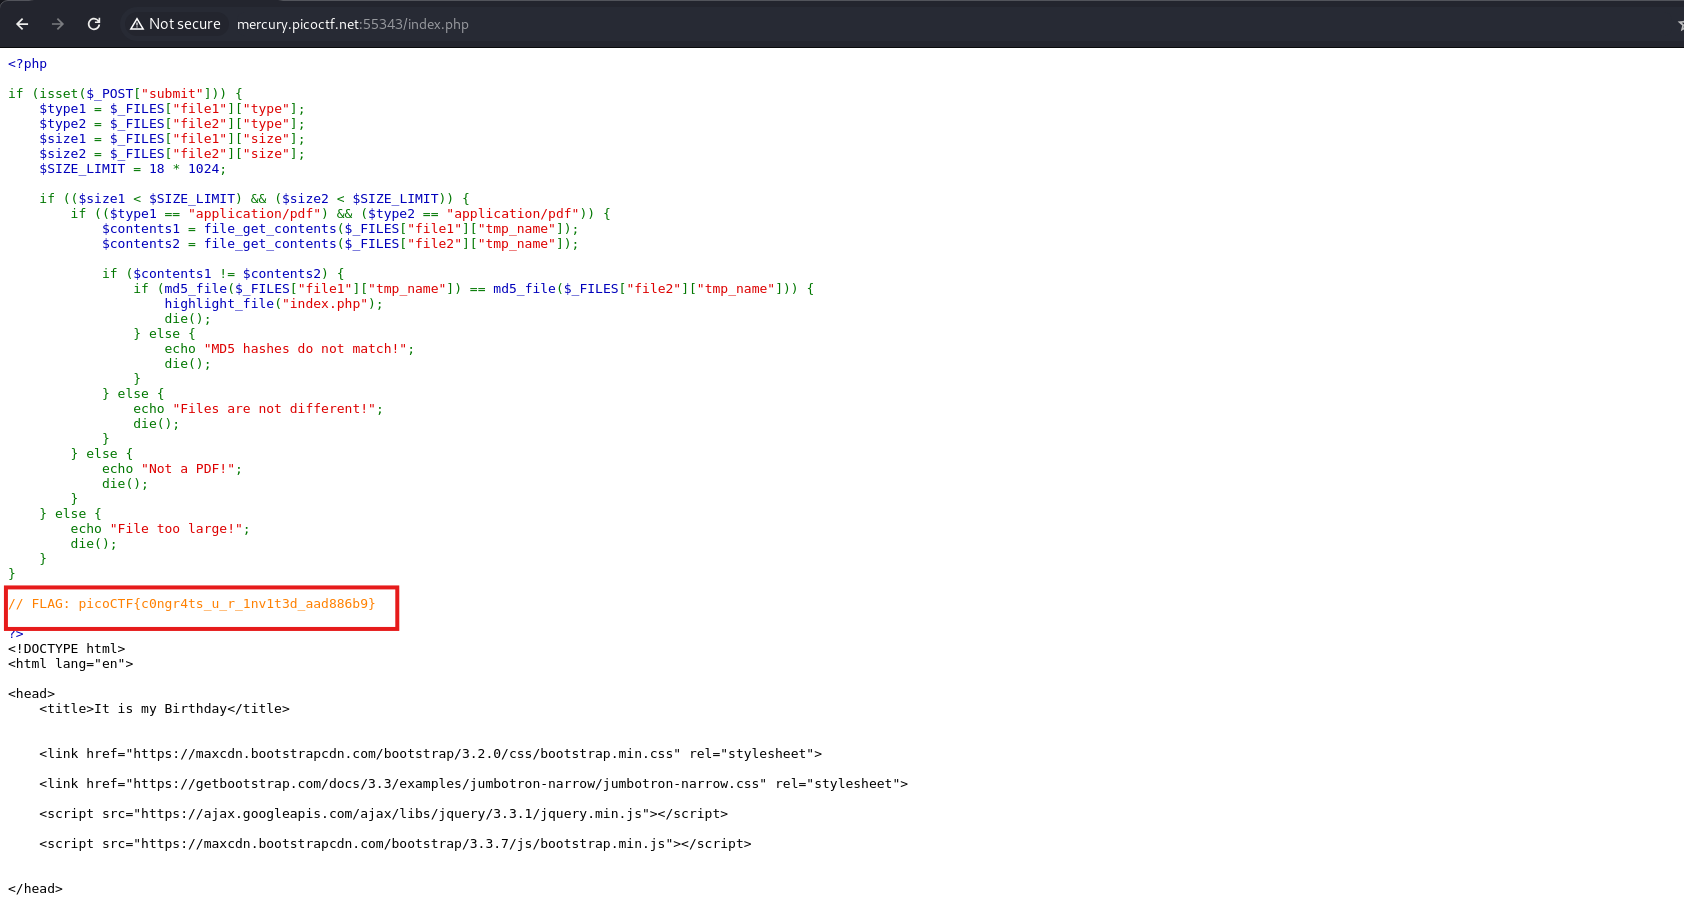 Not secure mercury.picoctf.net:55343/index.php
<?php
if (isset($_POST["submit"])) {
    $type1 = $_FILES["file1"]["type"];
    $type2 = $_FILES["file2"]["type"];
    $size1 = $_FILES["file1"]["size"];
    $size2 = $_FILES["file2"]["size"];
    $SIZE_LIMIT = 18 * 1024;
    if (($size1 < $SIZE_LIMIT) && ($size2 < $SIZE_LIMIT)) {
        if (($type1 == "application/pdf") && ($type2 == "application/pdf")) {
            $contents1 = file_get_contents($_FILES["file1"]["tmp_name"]);
            $contents2 = file_get_contents($_FILES["file2"]["tmp_name"]);
            if ($contents1 != $contents2) {
                if (md5_file($_FILES["file1"]["tmp_name"]) == md5_file($_FILES["file2"]["tmp_name"])) {
                    highlight_file("index.php");
                    die();
                } else {
                    echo "MD5 hashes do not match!";
                    die();
                }
            } else {
                echo "Files are not different!";
                die();
            }
        } else {
            echo "Not a PDF!";
            die();
        }
    } else {
        echo "File too large!";
        die();
    }
}
// FLAG: picoCTF{c0ngr4ts_u_r_1nv1t3d_aad886b9}
?>
<!DOCTYPE html>
<html lang="en">
<head>
    <title>It is my Birthday</title>
    <link href="https://maxcdn.bootstrapcdn.com/bootstrap/3.2.0/css/bootstrap.min.css" rel="stylesheet">
    <link href="https://getbootstrap.com/docs/3.3/examples/jumbotron-narrow/jumbotron-narrow.css" rel="stylesheet">
    <script src="https://ajax.googleapis.com/ajax/libs/jquery/3.3.1/jquery.min.js"></script>
    <script src="https://maxcdn.bootstrapcdn.com/bootstrap/3.3.7/js/bootstrap.min.js"></script>
</head>